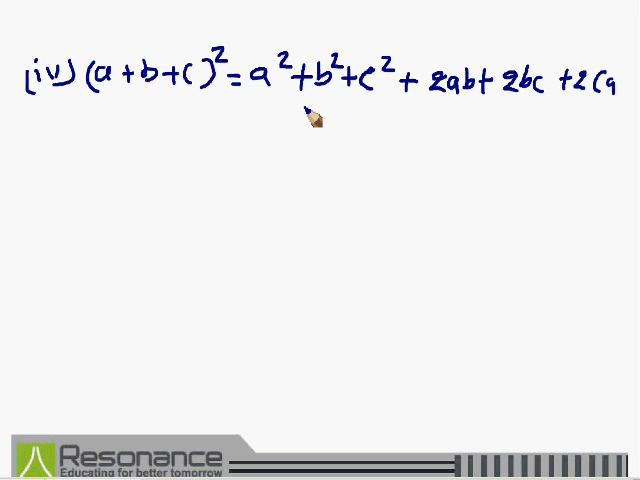 (iv) (a+b+c)² = a²+b²+c² + 2ab+ 2bc +2ca
Resonance
Educating for better tomorrow